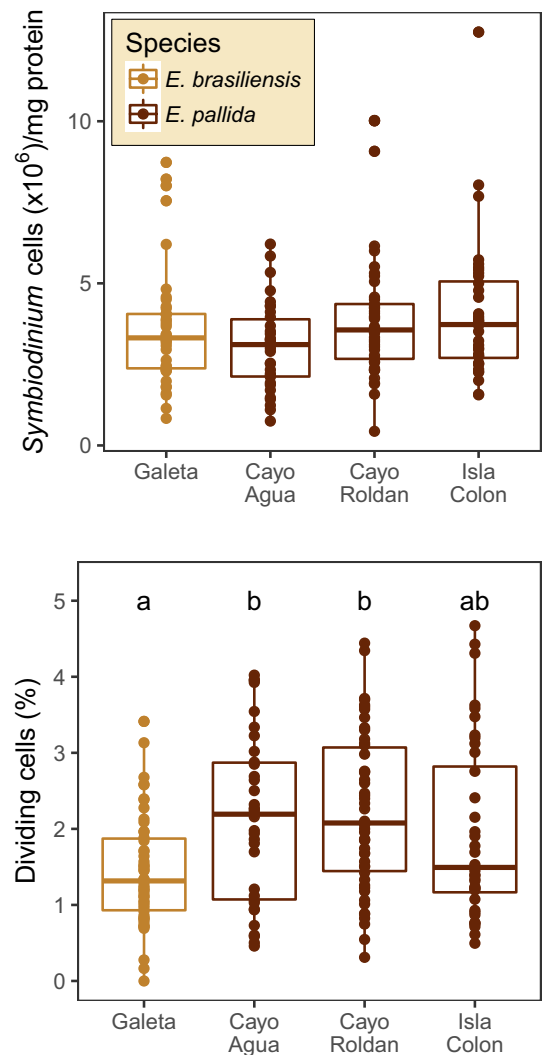 Species
E. brasiliensis
E. pallida
Symbiodinium cells (x10⁶)/mg protein
10
5
0
Galeta Cayo Agua Cayo Roldan Isla Colon
a b b ab
Dividing cells (%)
5
4
3
2
1
0
Galeta Cayo Agua Cayo Roldan Isla Colon